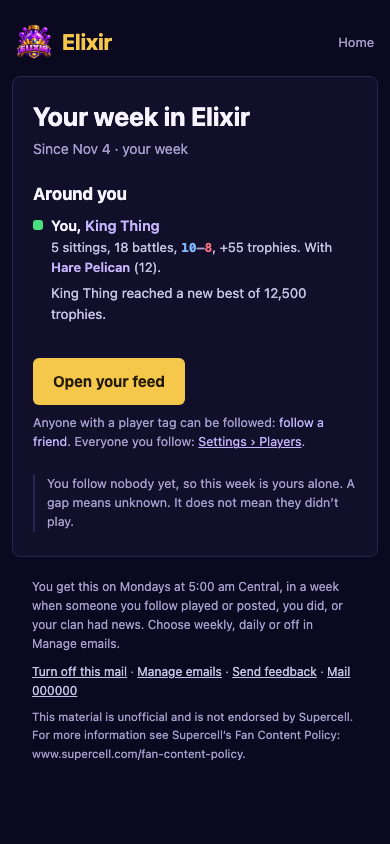 ELIXIR
Elixir
Home
Your week in Elixir
Since Nov 4 · your week
Around you
You, King Thing
5 sittings, 18 battles, 10–8, +55 trophies. With
Hare Pelican (12).
King Thing reached a new best of 12,500
trophies.
Open your feed
Anyone with a player tag can be followed: follow a
friend. Everyone you follow: Settings › Players.
You follow nobody yet, so this week is yours alone. A
gap means unknown. It does not mean they didn’t
play.
You get this on Mondays at 5:00 am Central, in a week
when someone you follow played or posted, you did, or
your clan had news. Choose weekly, daily or off in
Manage emails.
Turn off this mail · Manage emails · Send feedback · Mail
000000
This material is unofficial and is not endorsed by Supercell.
For more information see Supercell’s Fan Content Policy:
www.supercell.com/fan-content-policy.